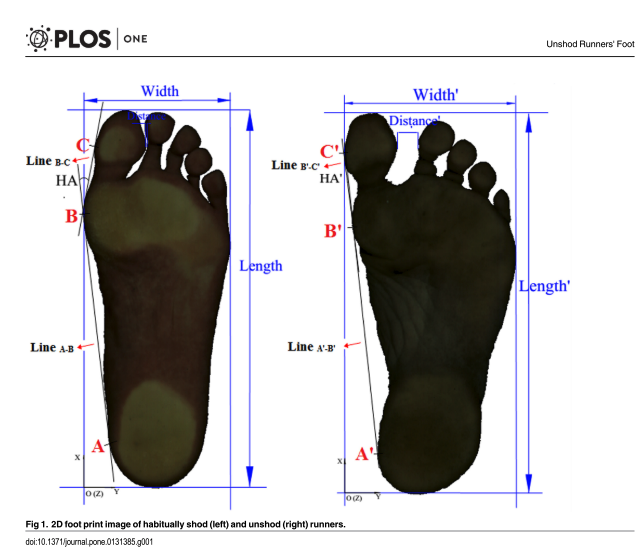 PLOS ONE
Unshod Runners' Foot
Width
Distance
C
Line B-C
HA
B
Length
Line A-B
A
X
O (Z) Y
Width'
Distance'
C'
Line B'-C'
HA'
B'
Length'
Line A'-B'
A'
X
O (Z) Y
Fig 1. 2D foot print image of habitually shod (left) and unshod (right) runners.
doi:10.1371/journal.pone.0131385.g001